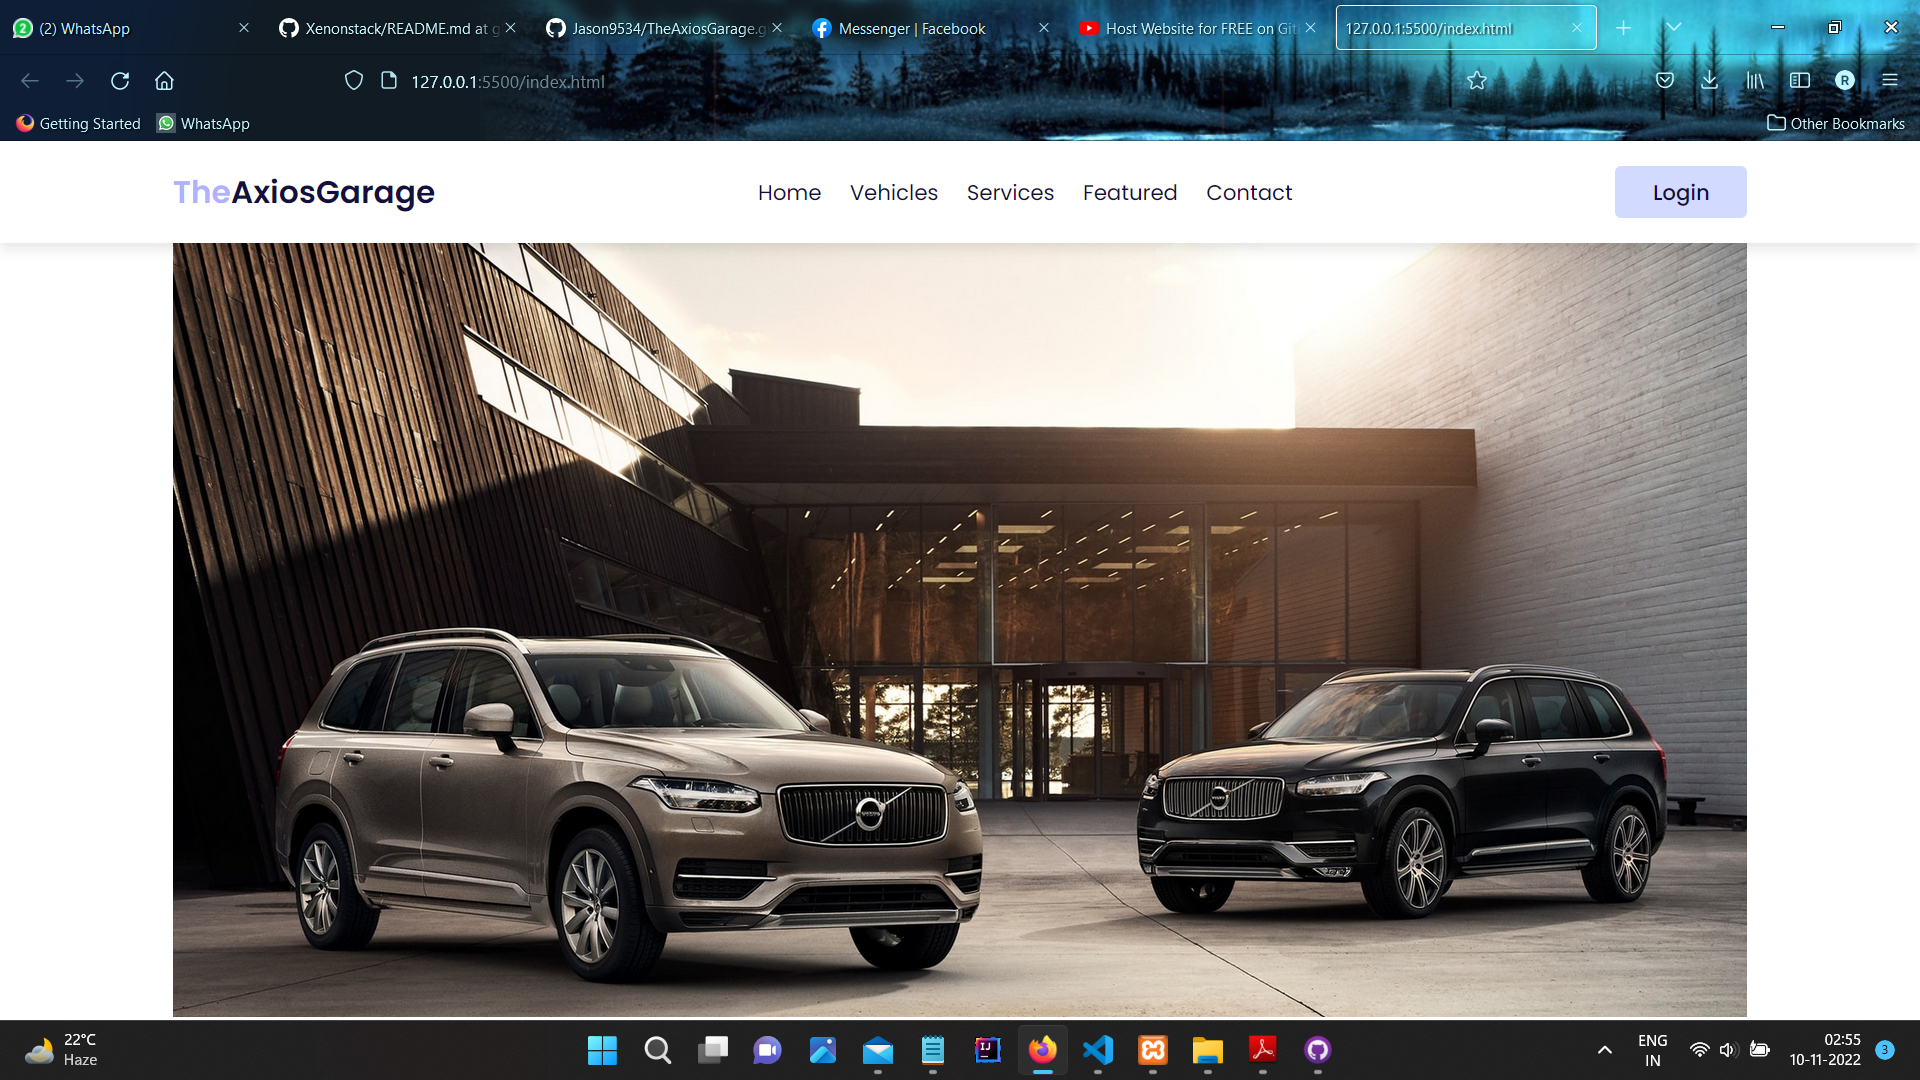 (2) WhatsApp
Xenonstack/README.md at g
Jason9534/TheAxiosGarage.g
Messenger | Facebook
Host Website for FREE on Git
127.0.0.1:5500/index.html
127.0.0.1:5500/index.html
R
Getting Started
WhatsApp
Other Bookmarks
TheAxiosGarage
Home
Vehicles
Services
Featured
Contact
Login
22°C
Haze
ENG
IN
02:55
10-11-2022
3